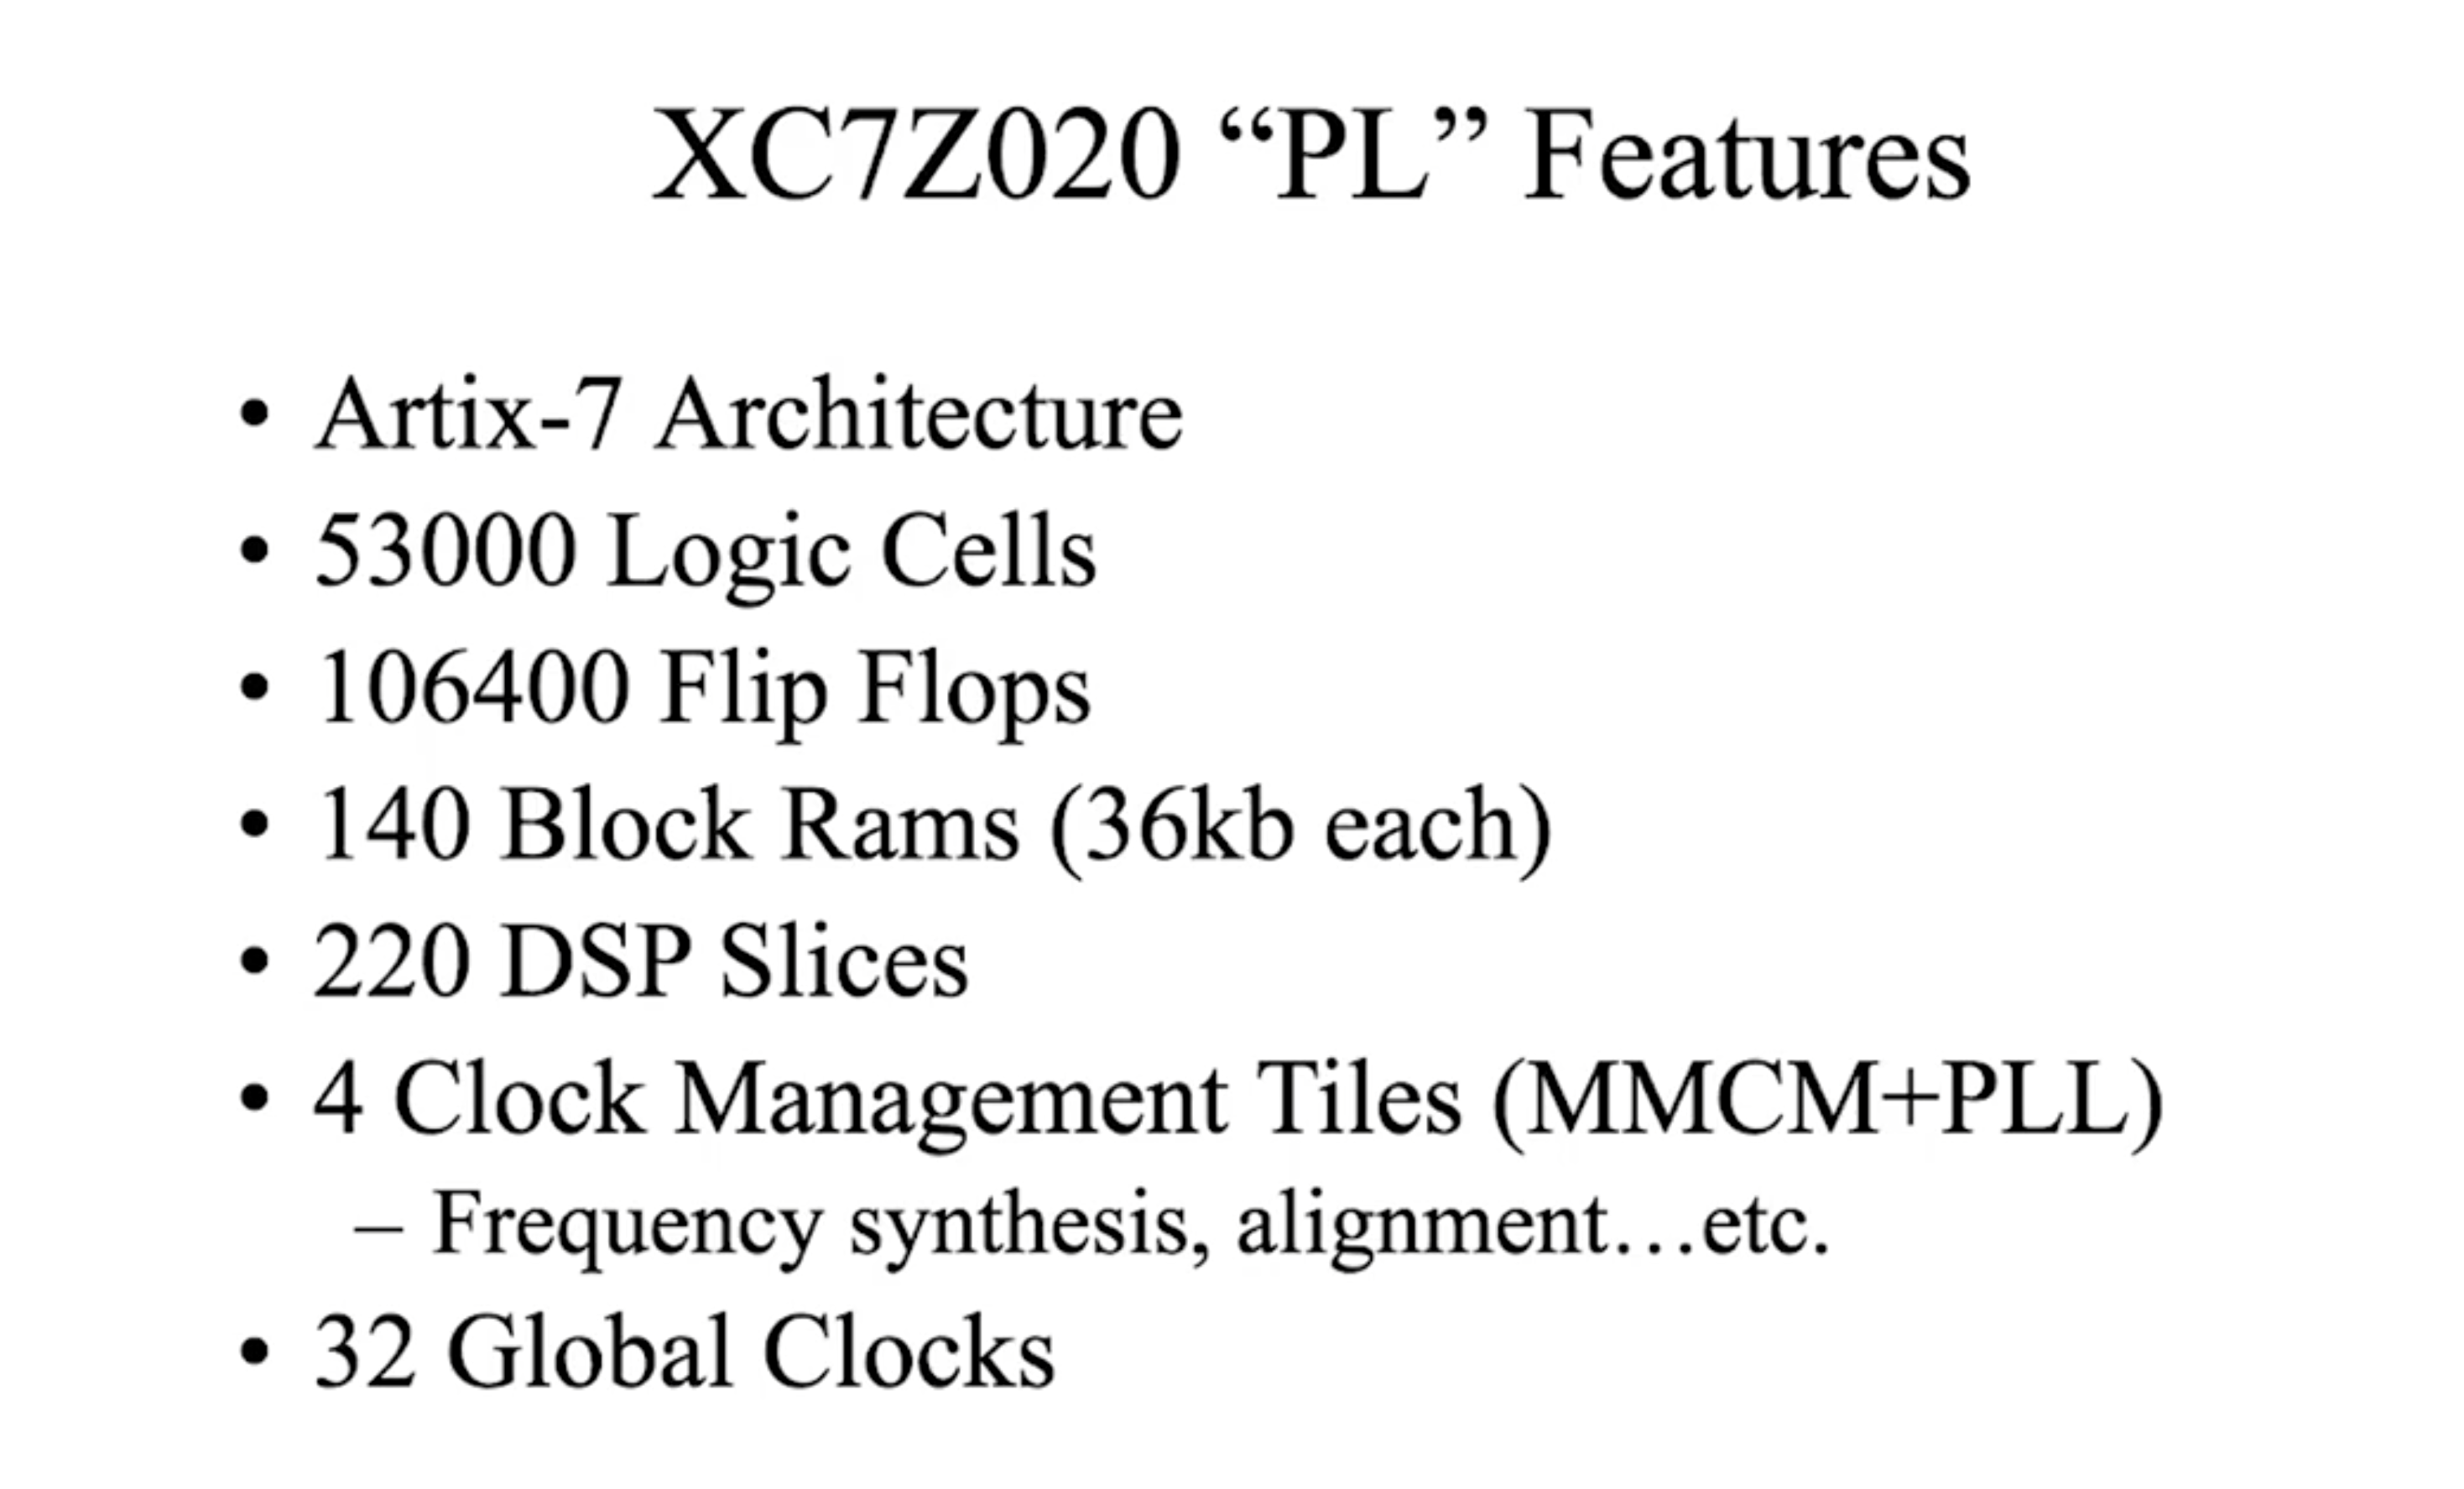 XC7Z020 “PL” Features
• Artix-7 Architecture
• 53000 Logic Cells
• 106400 Flip Flops
• 140 Block Rams (36kb each)
• 220 DSP Slices
• 4 Clock Management Tiles (MMCM+PLL)
– Frequency synthesis, alignment…etc.
• 32 Global Clocks